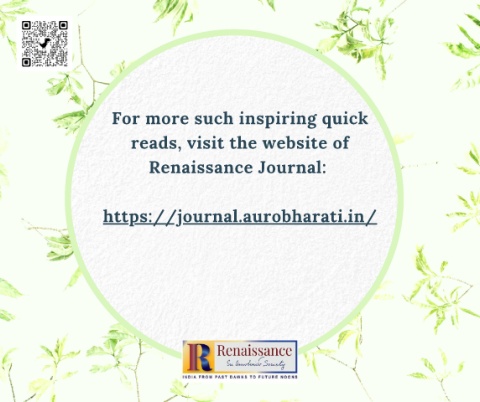 For more such inspiring quick
reads, visit the website of
Renaissance Journal:
https://journal.aurobharati.in/
Renaissance
Sri Aurobindo Society
INDIA FROM PAST DAWNS TO FUTURE NOONS